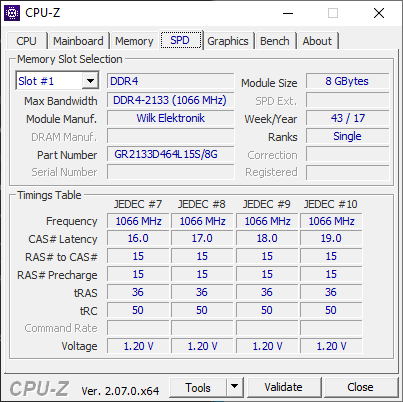 CPU-Z
CPU Mainboard Memory SPD Graphics Bench About
Memory Slot Selection
Slot #1 DDR4 Module Size 8 GBytes
Max Bandwidth DDR4-2133 (1066 MHz) SPD Ext.
Module Manuf. Wilk Elektronik Week/Year 43 / 17
DRAM Manuf. Ranks Single
Part Number GR2133D464L15S/8G Correction
Serial Number Registered
Timings Table
JEDEC #7 JEDEC #8 JEDEC #9 JEDEC #10
Frequency 1066 MHz 1066 MHz 1066 MHz 1066 MHz
CAS# Latency 16.0 17.0 18.0 19.0
RAS# to CAS# 15 15 15 15
RAS# Precharge 15 15 15 15
tRAS 36 36 36 36
tRC 50 50 50 50
Command Rate
Voltage 1.20 V 1.20 V 1.20 V 1.20 V
CPU-Z Ver. 2.07.0.x64 Tools Validate Close